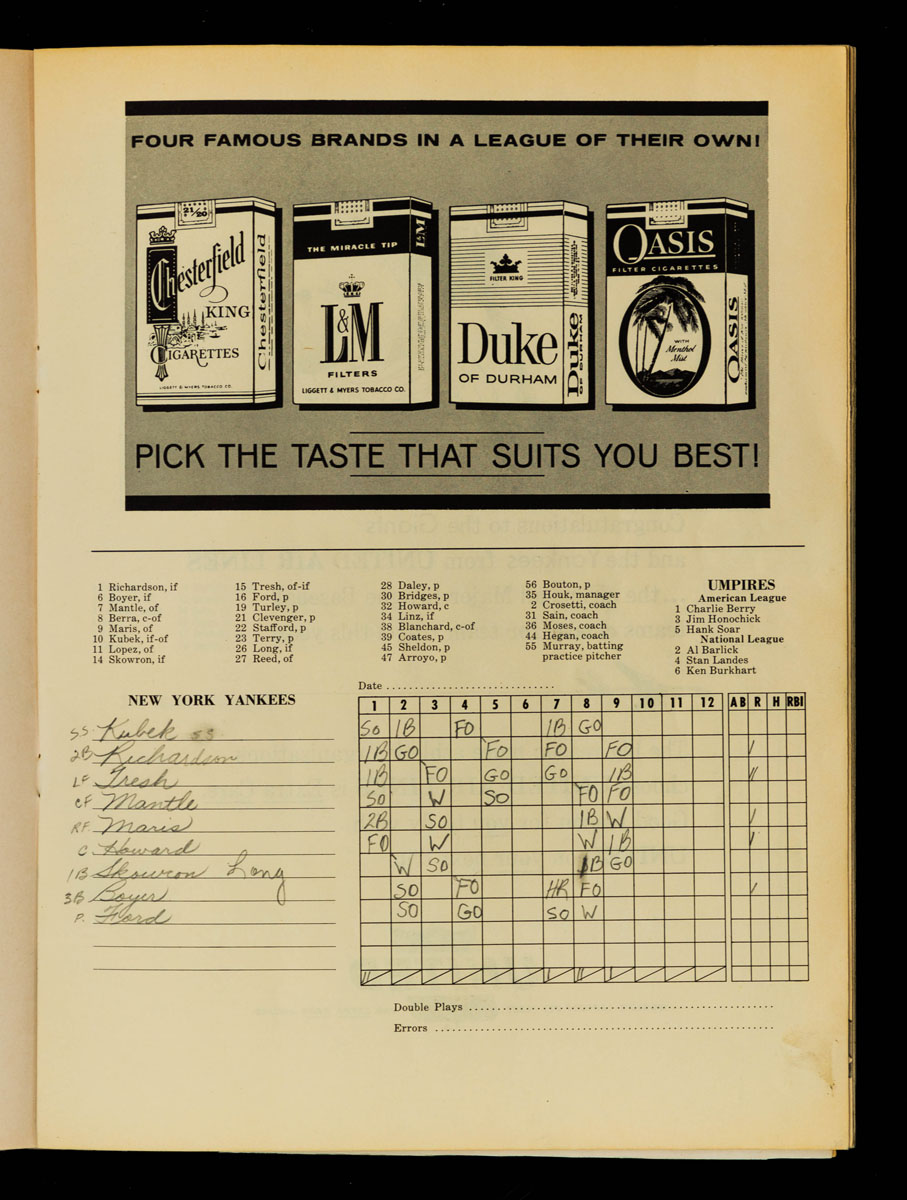 FOUR FAMOUS BRANDS IN A LEAGUE OF THEIR OWN!
21/20
Chesterfield
KING
CIGARETTES
LIGGETT & MYERS TOBACCO CO.
Chesterfield
THE MIRACLE TIP
L&M
L&M
FILTERS
LIGGETT & MYERS TOBACCO CO.
FILTER KING
Duke
OF DURHAM
Duke
OF DURHAM
OASIS
FILTER CIGARETTES
WITH
Menthol
Mist
OASIS
PICK THE TASTE THAT SUITS YOU BEST!
1 Richardson, if
6 Boyer, if
7 Mantle, of
8 Berra, c-of
9 Maris, of
10 Kubek, if-of
11 Lopez, of
14 Skowron, if
15 Tresh, of-if
16 Ford, p
19 Turley, p
21 Clevenger, p
22 Stafford, p
23 Terry, p
26 Long, if
27 Reed, of
28 Daley, p
30 Bridges, p
32 Howard, c
34 Linz, if
38 Blanchard, c-of
39 Coates, p
45 Sheldon, p
47 Arroyo, p
56 Bouton, p
35 Houk, manager
2 Crosetti, coach
31 Sain, coach
36 Moses, coach
44 Hegan, coach
55 Murray, batting
practice pitcher
UMPIRES
American League
1 Charlie Berry
3 Jim Honochick
5 Hank Soar
National League
2 Al Barlick
4 Stan Landes
6 Ken Burkhart
Date
NEW YORK YANKEES
1 2 3 4 5 6 7 8 9 10 11 12 AB R H RBI
SS Kubek SS SO 1B FO 1B GO
2B Richardson 1B GO FO FO FO /
LF Tresh 1B FO GO GO 1B //
CF Mantle SO W SO FO FO
RF Maris 2B SO 1B W /
C Howard FO W W 1B /
1B Skowron Long W SO 1B GO
3B Boyer SO FO HR FO /
P. Ford SO GO SO W
Double Plays
Errors